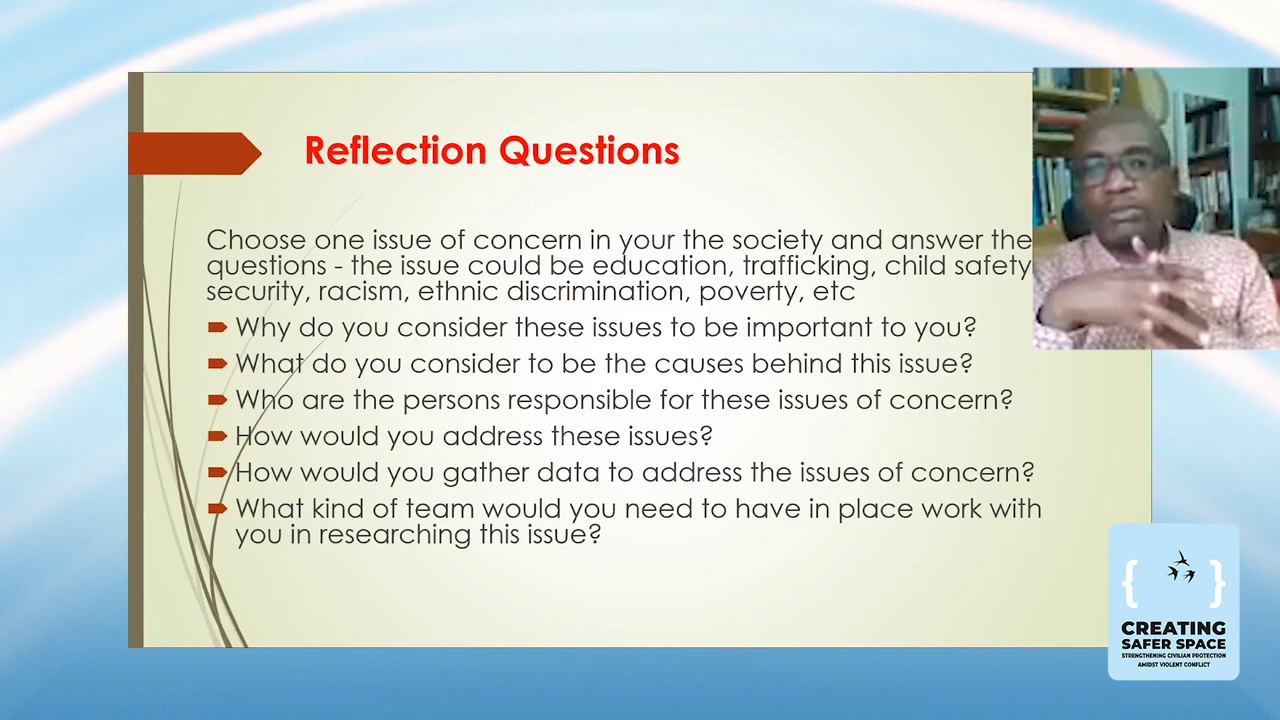 Reflection Questions
Choose one issue of concern in your the society and answer the
questions - the issue could be education, trafficking, child safety
security, racism, ethnic discrimination, poverty, etc
Why do you consider these issues to be important to you?
What do you consider to be the causes behind this issue?
Who are the persons responsible for these issues of concern?
How would you address these issues?
How would you gather data to address the issues of concern?
What kind of team would you need to have in place work with
you in researching this issue?
CREATING
SAFER SPACE
STRENGTHENING CIVILIAN PROTECTION
AMIDST VIOLENT CONFLICT